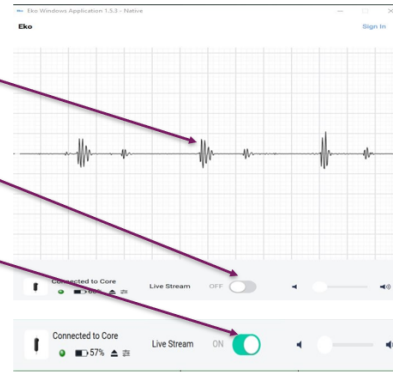 Eko Windows Application 1.5.3 - Native
Eko
Sign In
Connected to Core
Live Stream
OFF
Connected to Core
57%
Live Stream
ON